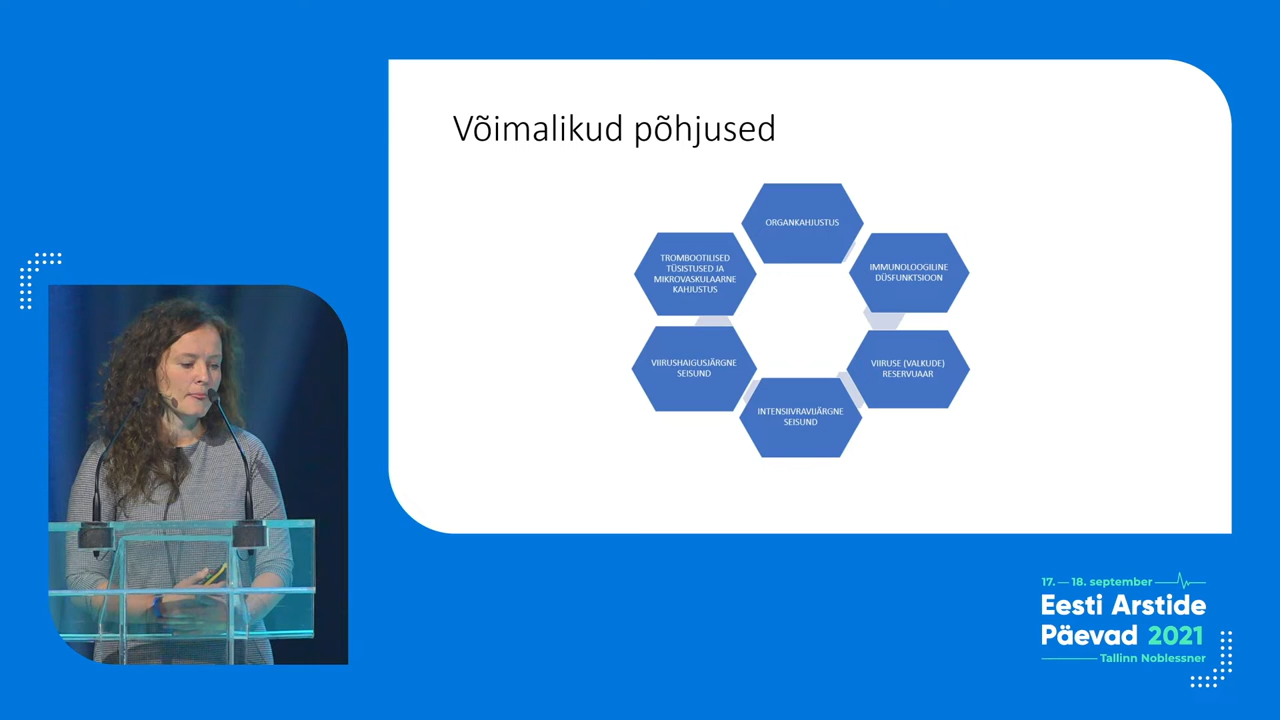 Võimalikud põhjused
ORGANKAHJUSTUS
IMMUNOLOOGILINE
DÜSFUNKTSIOON
VIIRUSE (VALKUDE)
RESERVUAAR
INTENSIIVRAVIJÄRGNE
SEISUND
VIIRUSHAIGUSJÄRGNE
SEISUND
TROMBOOTILISED
TÜSISTUSED JA
MIKROVASKULAARNE
KAHJUSTUS
17. — 18. september
Eesti Arstide
Päevad 2021
Tallinn Noblessner